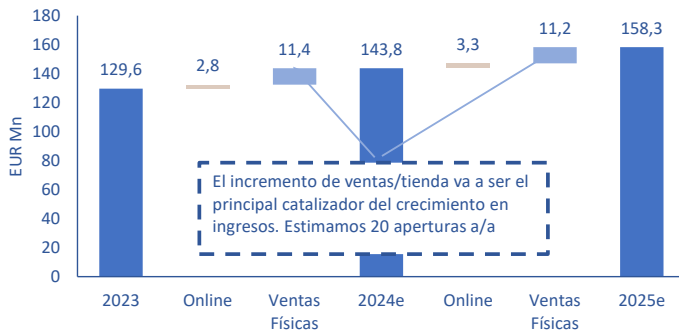 180
160
140
120
100
80
60
40
20
0
EUR Mn
129,6
2,8
11,4
143,8
3,3
11,2
158,3
El incremento de ventas/tienda va a ser el
principal catalizador del crecimiento en
ingresos. Estimamos 20 aperturas a/a
2023
Online
Ventas
Físicas
2024e
Online
Ventas
Físicas
2025e